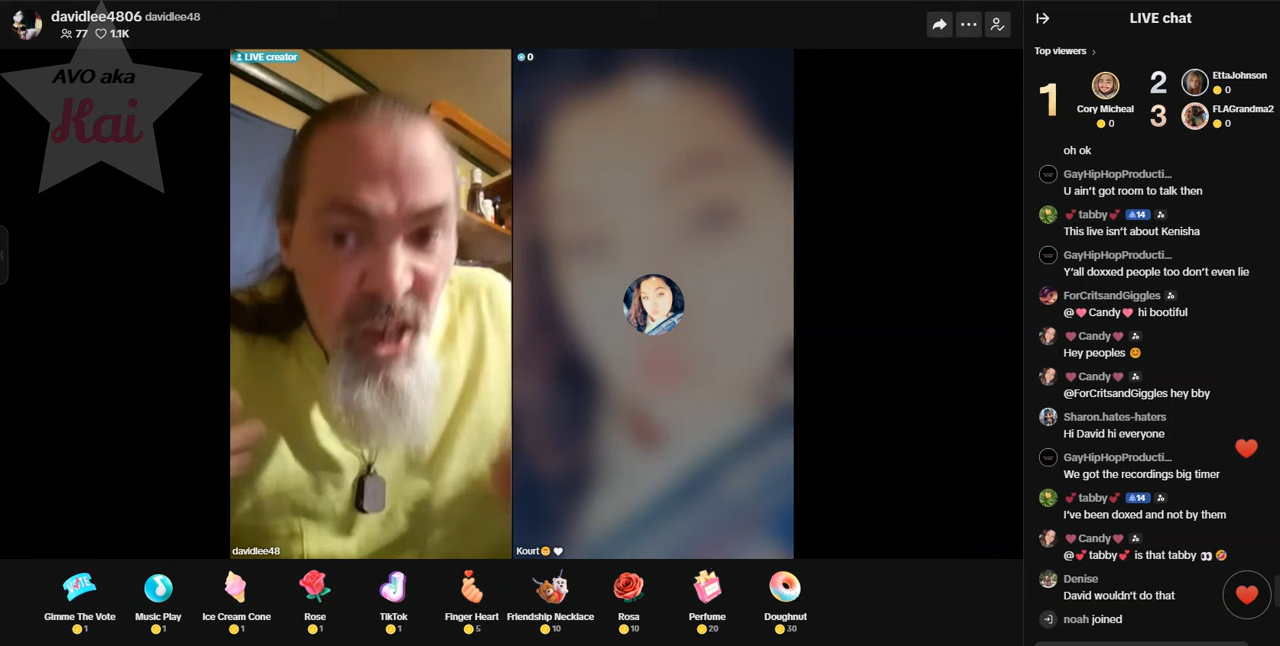 davidlee4806 davidlee48
77 1.1K
AVO aka
Kai
LIVE creator
0
davidlee48
Kourt
Gimme The Vote
1
Music Play
1
Ice Cream Cone
1
Rose
1
TikTok
1
Finger Heart
5
Friendship Necklace
10
Rosa
10
Perfume
20
Doughnut
30
LIVE chat
Top viewers
1
Cory Micheal
0
2
EttaJohnson
0
3
FLAGrandma2
0
oh ok
GayHipHopProducti...
U ain't got room to talk then
tabby 14
This live isn't about Kenisha
GayHipHopProducti...
Y'all doxxed people too don't even lie
ForCritsandGiggles
@Candy hi bootiful
Candy
Hey peoples
Candy
@ForCritsandGiggles hey bby
Sharon.hates-haters
Hi David hi everyone
GayHipHopProducti...
We got the recordings big timer
tabby 14
I've been doxed and not by them
Candy
@tabby is that tabby
Denise
David wouldn't do that
noah joined